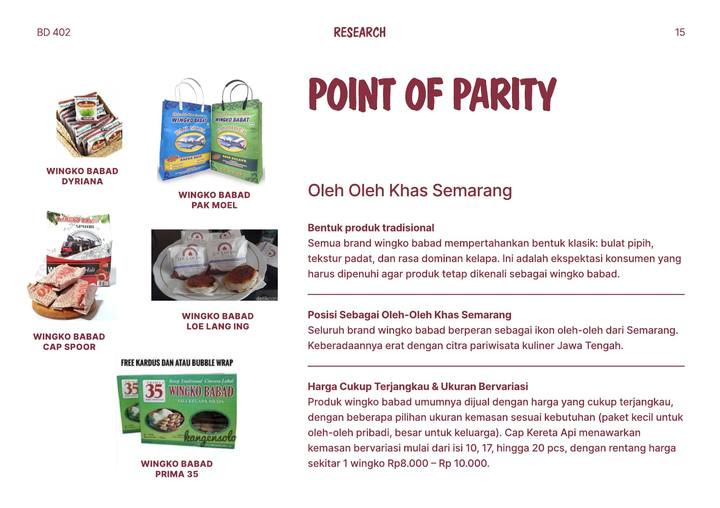 BD 402
RESEARCH
15
POINT OF PARITY
WINGKO BABAD
DYRIANA
WINGKO BABAD
PAK MOEL
WINGKO BABAD
PAK MOEL
WINGKO BABAD
CAP SPOOR
WINGKO BABAD
LOE LANG ING
detikcom
FREE KARDUS DAN ATAU BUBBLE WRAP
35
35
WINGKO BABAD
kangensolo
WINGKO BABAD
PRIMA 35
Oleh Oleh Khas Semarang
Bentuk produk tradisional
Semua brand wingko babad mempertahankan bentuk klasik: bulat pipih,
tekstur padat, dan rasa dominan kelapa. Ini adalah ekspektasi konsumen yang
harus dipenuhi agar produk tetap dikenali sebagai wingko babad.
Posisi Sebagai Oleh-Oleh Khas Semarang
Seluruh brand wingko babad berperan sebagai ikon oleh-oleh dari Semarang.
Keberadaannya erat dengan citra pariwisata kuliner Jawa Tengah.
Harga Cukup Terjangkau & Ukuran Bervariasi
Produk wingko babad umumnya dijual dengan harga yang cukup terjangkau,
dengan beberapa pilihan ukuran kemasan sesuai kebutuhan (paket kecil untuk
oleh-oleh pribadi, besar untuk keluarga). Cap Kereta Api menawarkan
kemasan bervariasi mulai dari isi 10, 17, hingga 20 pcs, dengan rentang harga
sekitar 1 wingko Rp8.000 – Rp 10.000.